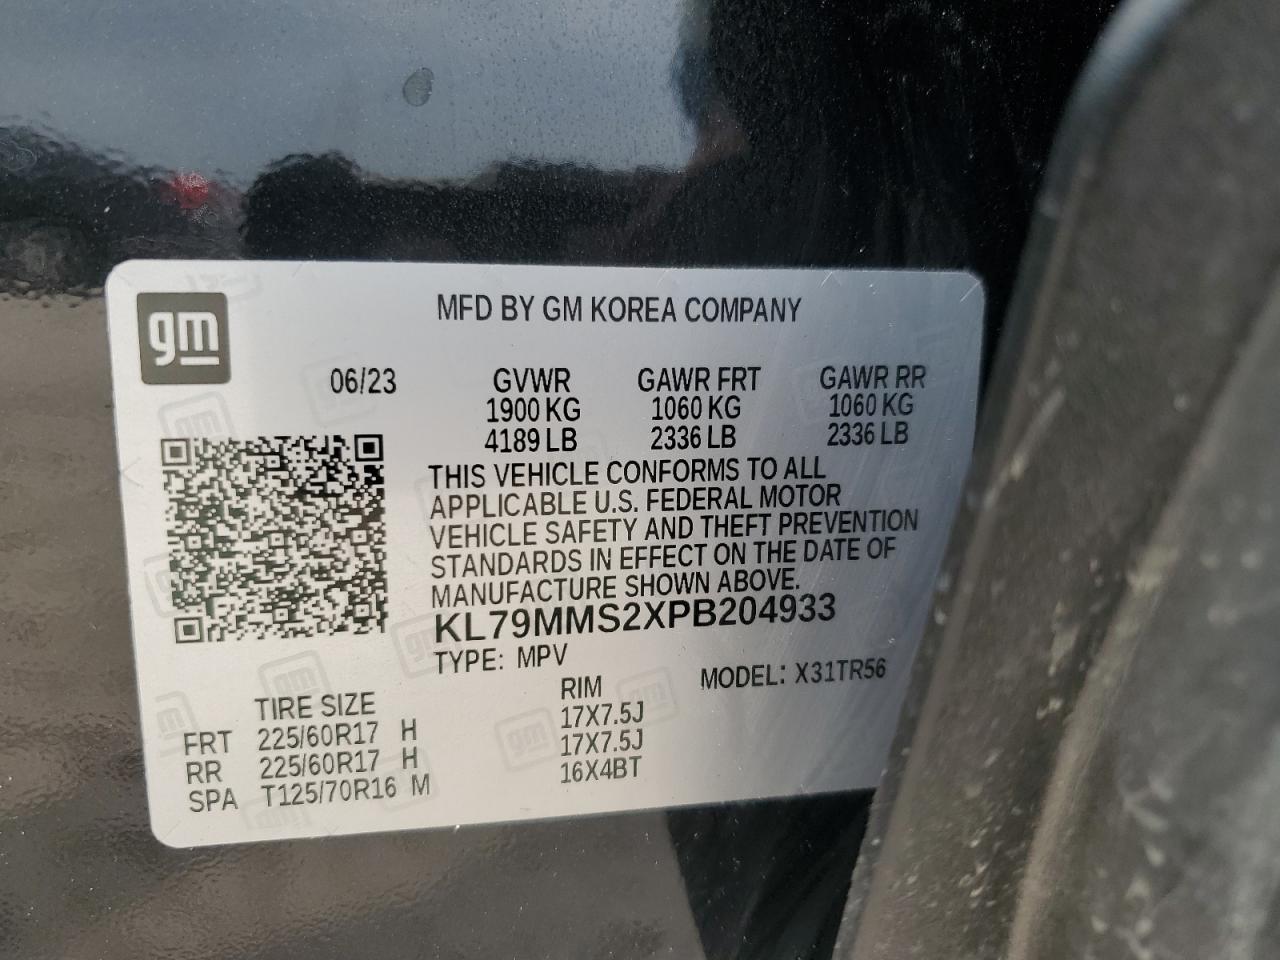 gm
MFD BY GM KOREA COMPANY
06/23 GVWR GAWR FRT GAWR RR
1900 KG 1060 KG 1060 KG
4189 LB 2336 LB 2336 LB
THIS VEHICLE CONFORMS TO ALL
APPLICABLE U.S. FEDERAL MOTOR
VEHICLE SAFETY AND THEFT PREVENTION
STANDARDS IN EFFECT ON THE DATE OF
MANUFACTURE SHOWN ABOVE.
KL79MMS2XPB204933
TYPE: MPV MODEL: X31TR56
TIRE SIZE RIM
FRT 225/60R17 H 17X7.5J
RR 225/60R17 H 17X7.5J
SPA T125/70R16 M 16X4BT